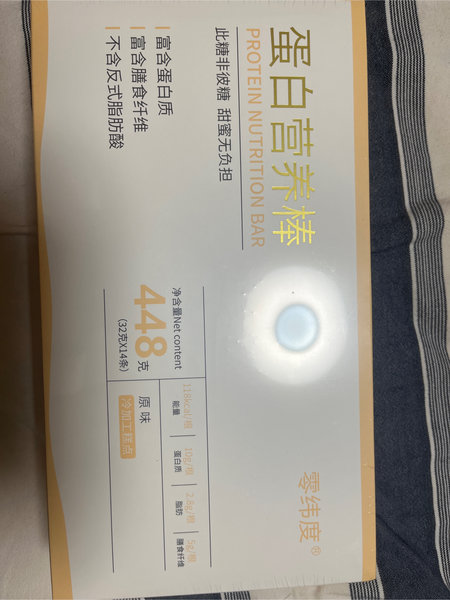 蛋白营养棒
PROTEIN NUTRITION BAR
此糖非彼糖 甜蜜无负担
富含蛋白质
富含膳食纤维
不含反式脂肪酸
净含量Net content
448克
(32克X14条)
118kcal/根
能量
10g/根
蛋白质
2.8g/根
脂肪
5g/根
膳食纤维
原味
冷加工糕点
零纬度®